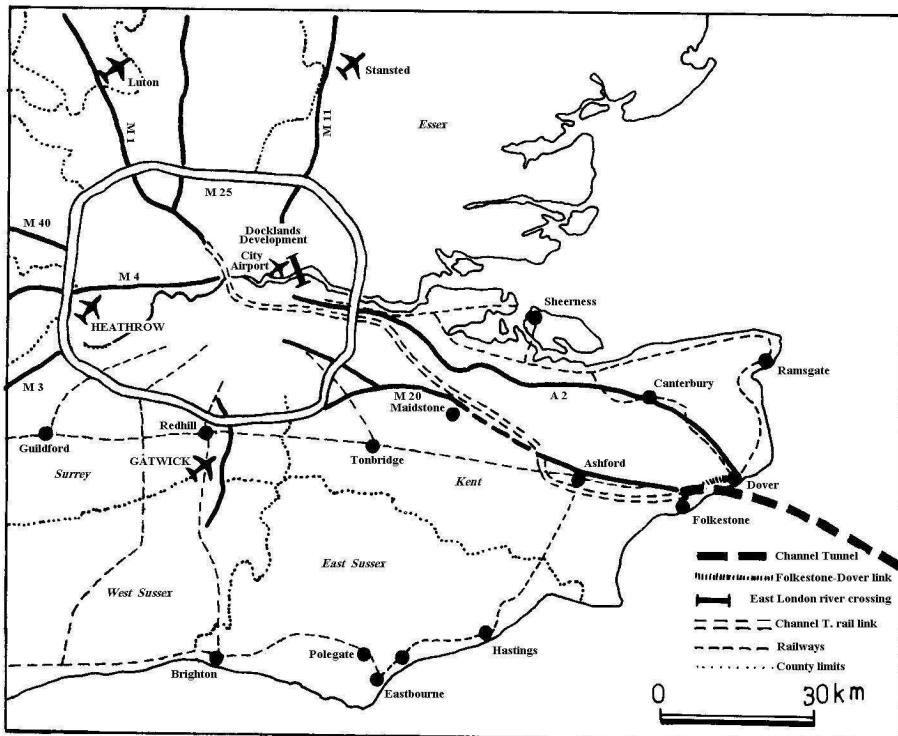 Luton
Stansted
M 1
M 11
Essex
M 25
M 40
Docklands
Development
City
Airport
M 4
HEATHROW
Sheerness
M 3
Ramsgate
M 20
Maidstone
A 2
Canterbury
Guildford
Redhill
Tonbridge
Ashford
GATWICK
Surrey
Kent
Dover
Folkestone
West Sussex
East Sussex
Hastings
Polegate
Brighton
Eastbourne
Channel Tunnel
Folkestone-Dover link
East London river crossing
Channel T. rail link
Railways
County limits
0 30 km